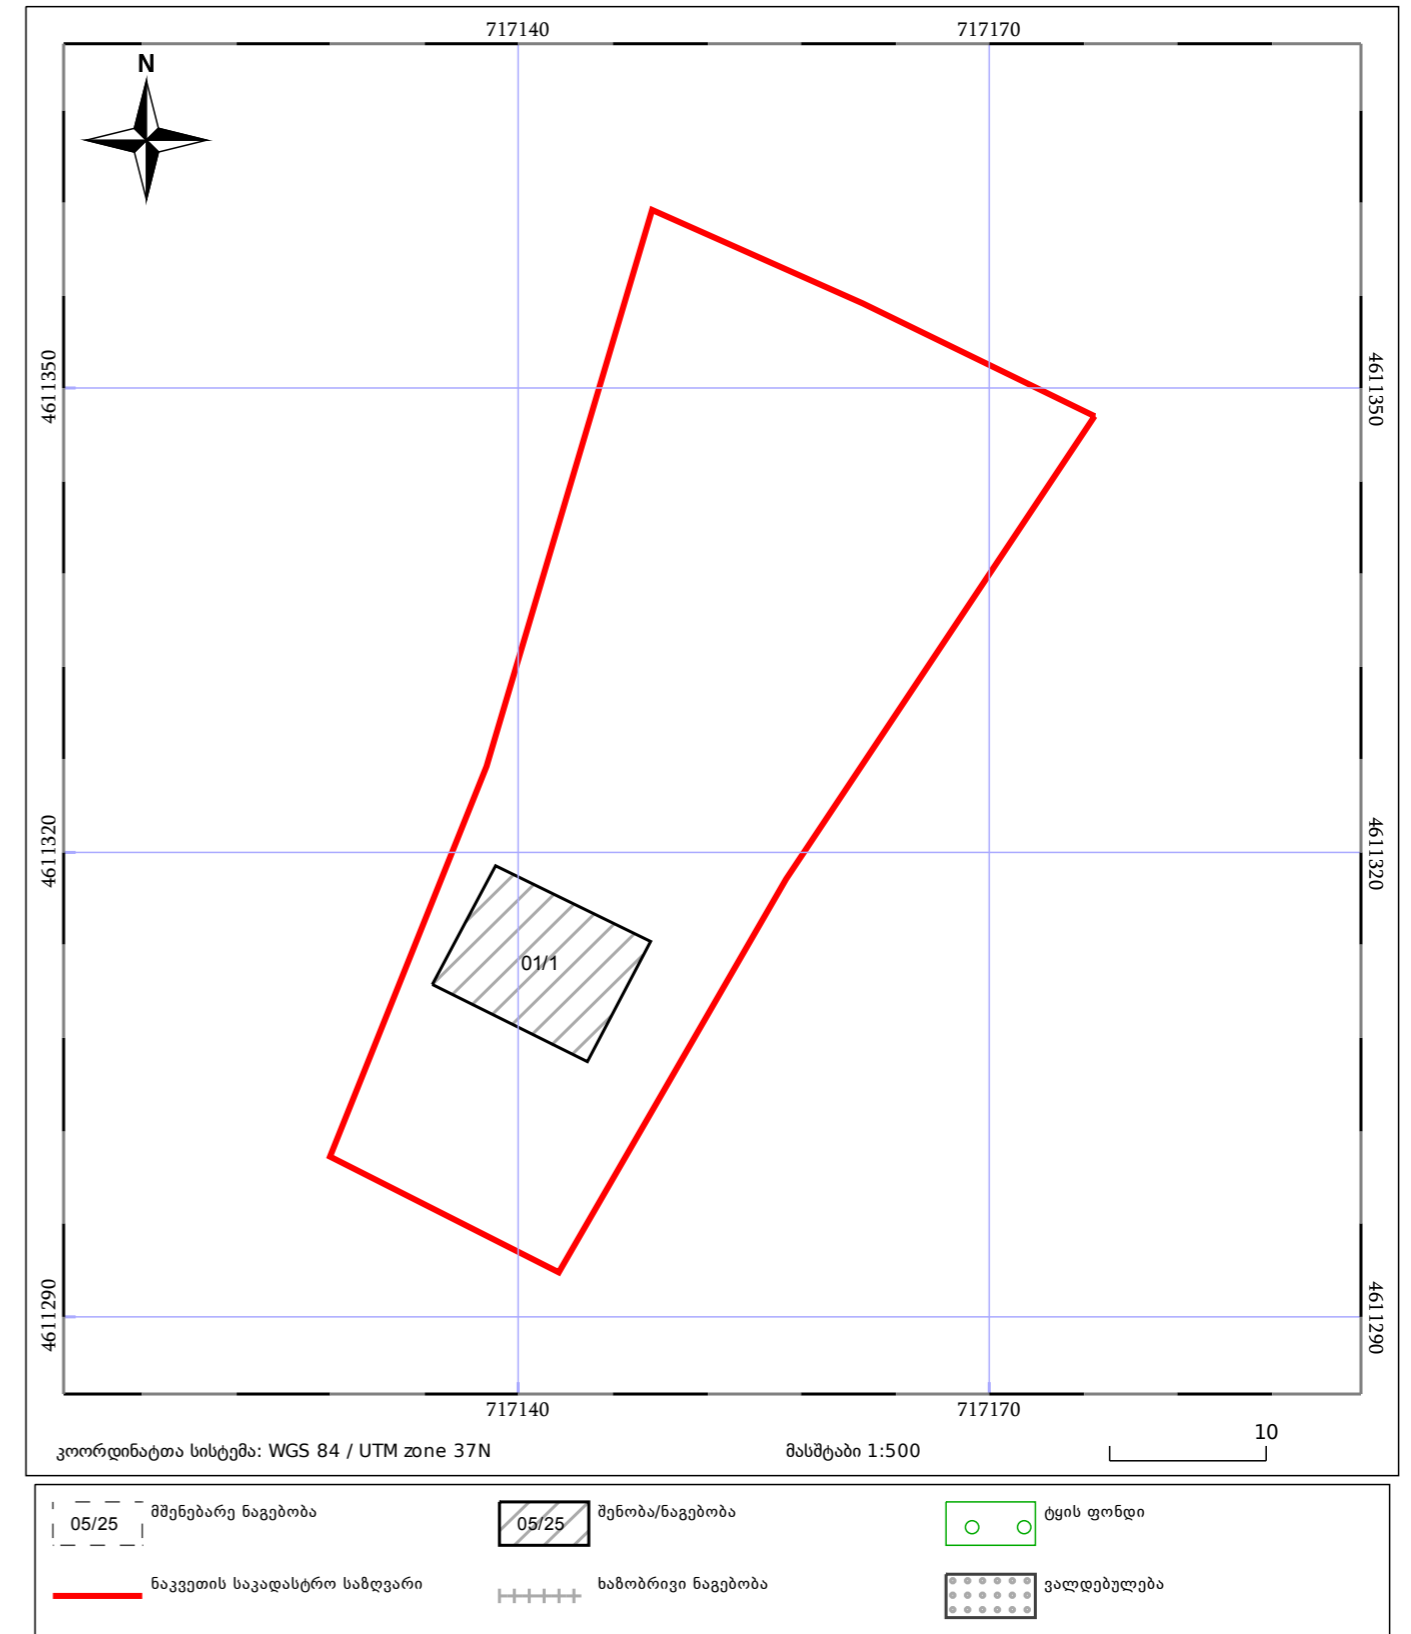 717140 717170
N
4611350 4611350
4611320 4611320
01/1
4611290 4611290
717140 717170
კოორდინატთა სისტემა: WGS 84 / UTM zone 37N მასშტაბი 1:500 10
05/25 მშენებარე ნაგებობა 05/25 შენობა/ნაგებობა ტყის ფონდი
ნაკვეთის საკადასტრო საზღვარი ხაზობრივი ნაგებობა ვალდებულება